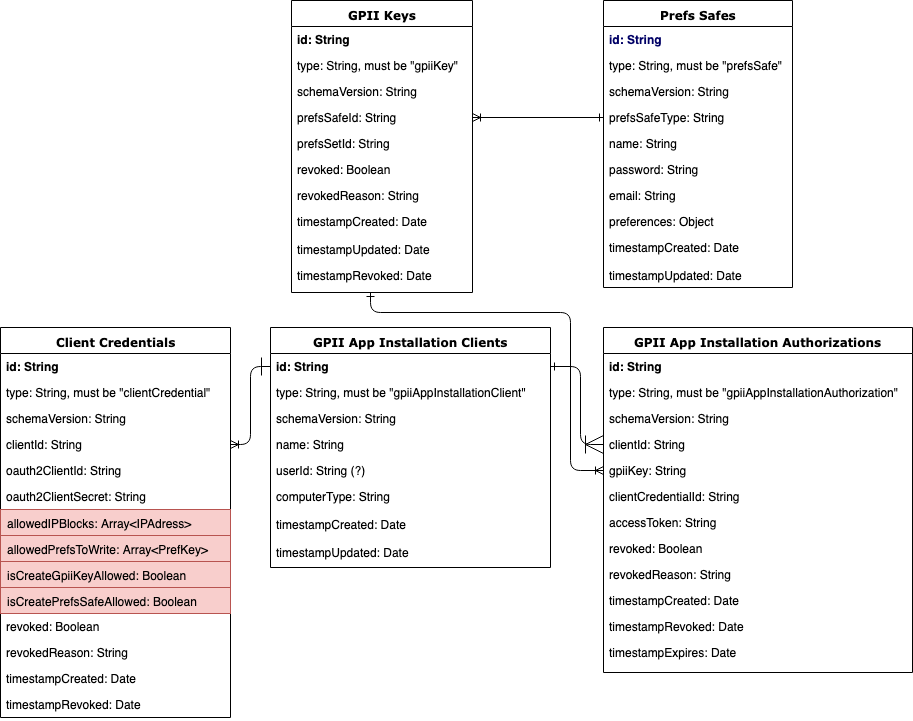 GPII Keys
id: String
type: String, must be "gpiiKey"
schemaVersion: String
prefsSafeId: String
prefsSetId: String
revoked: Boolean
revokedReason: String
timestampCreated: Date
timestampUpdated: Date
timestampRevoked: Date
Prefs Safes
id: String
type: String, must be "prefsSafe"
schemaVersion: String
prefsSafeType: String
name: String
password: String
email: String
preferences: Object
timestampCreated: Date
timestampUpdated: Date
Client Credentials
id: String
type: String, must be "clientCredential"
schemaVersion: String
clientId: String
oauth2ClientId: String
oauth2ClientSecret: String
allowedIPBlocks: Array<IPAdress>
allowedPrefsToWrite: Array<PrefKey>
isCreateGpiiKeyAllowed: Boolean
isCreatePrefsSafeAllowed: Boolean
revoked: Boolean
revokedReason: String
timestampCreated: Date
timestampRevoked: Date
GPII App Installation Clients
id: String
type: String, must be "gpiiAppInstallationClient"
schemaVersion: String
name: String
userId: String (?)
computerType: String
timestampCreated: Date
timestampUpdated: Date
GPII App Installation Authorizations
id: String
type: String, must be "gpiiAppInstallationAuthorization"
schemaVersion: String
clientId: String
gpiiKey: String
clientCredentialId: String
accessToken: String
revoked: Boolean
revokedReason: String
timestampCreated: Date
timestampRevoked: Date
timestampExpires: Date